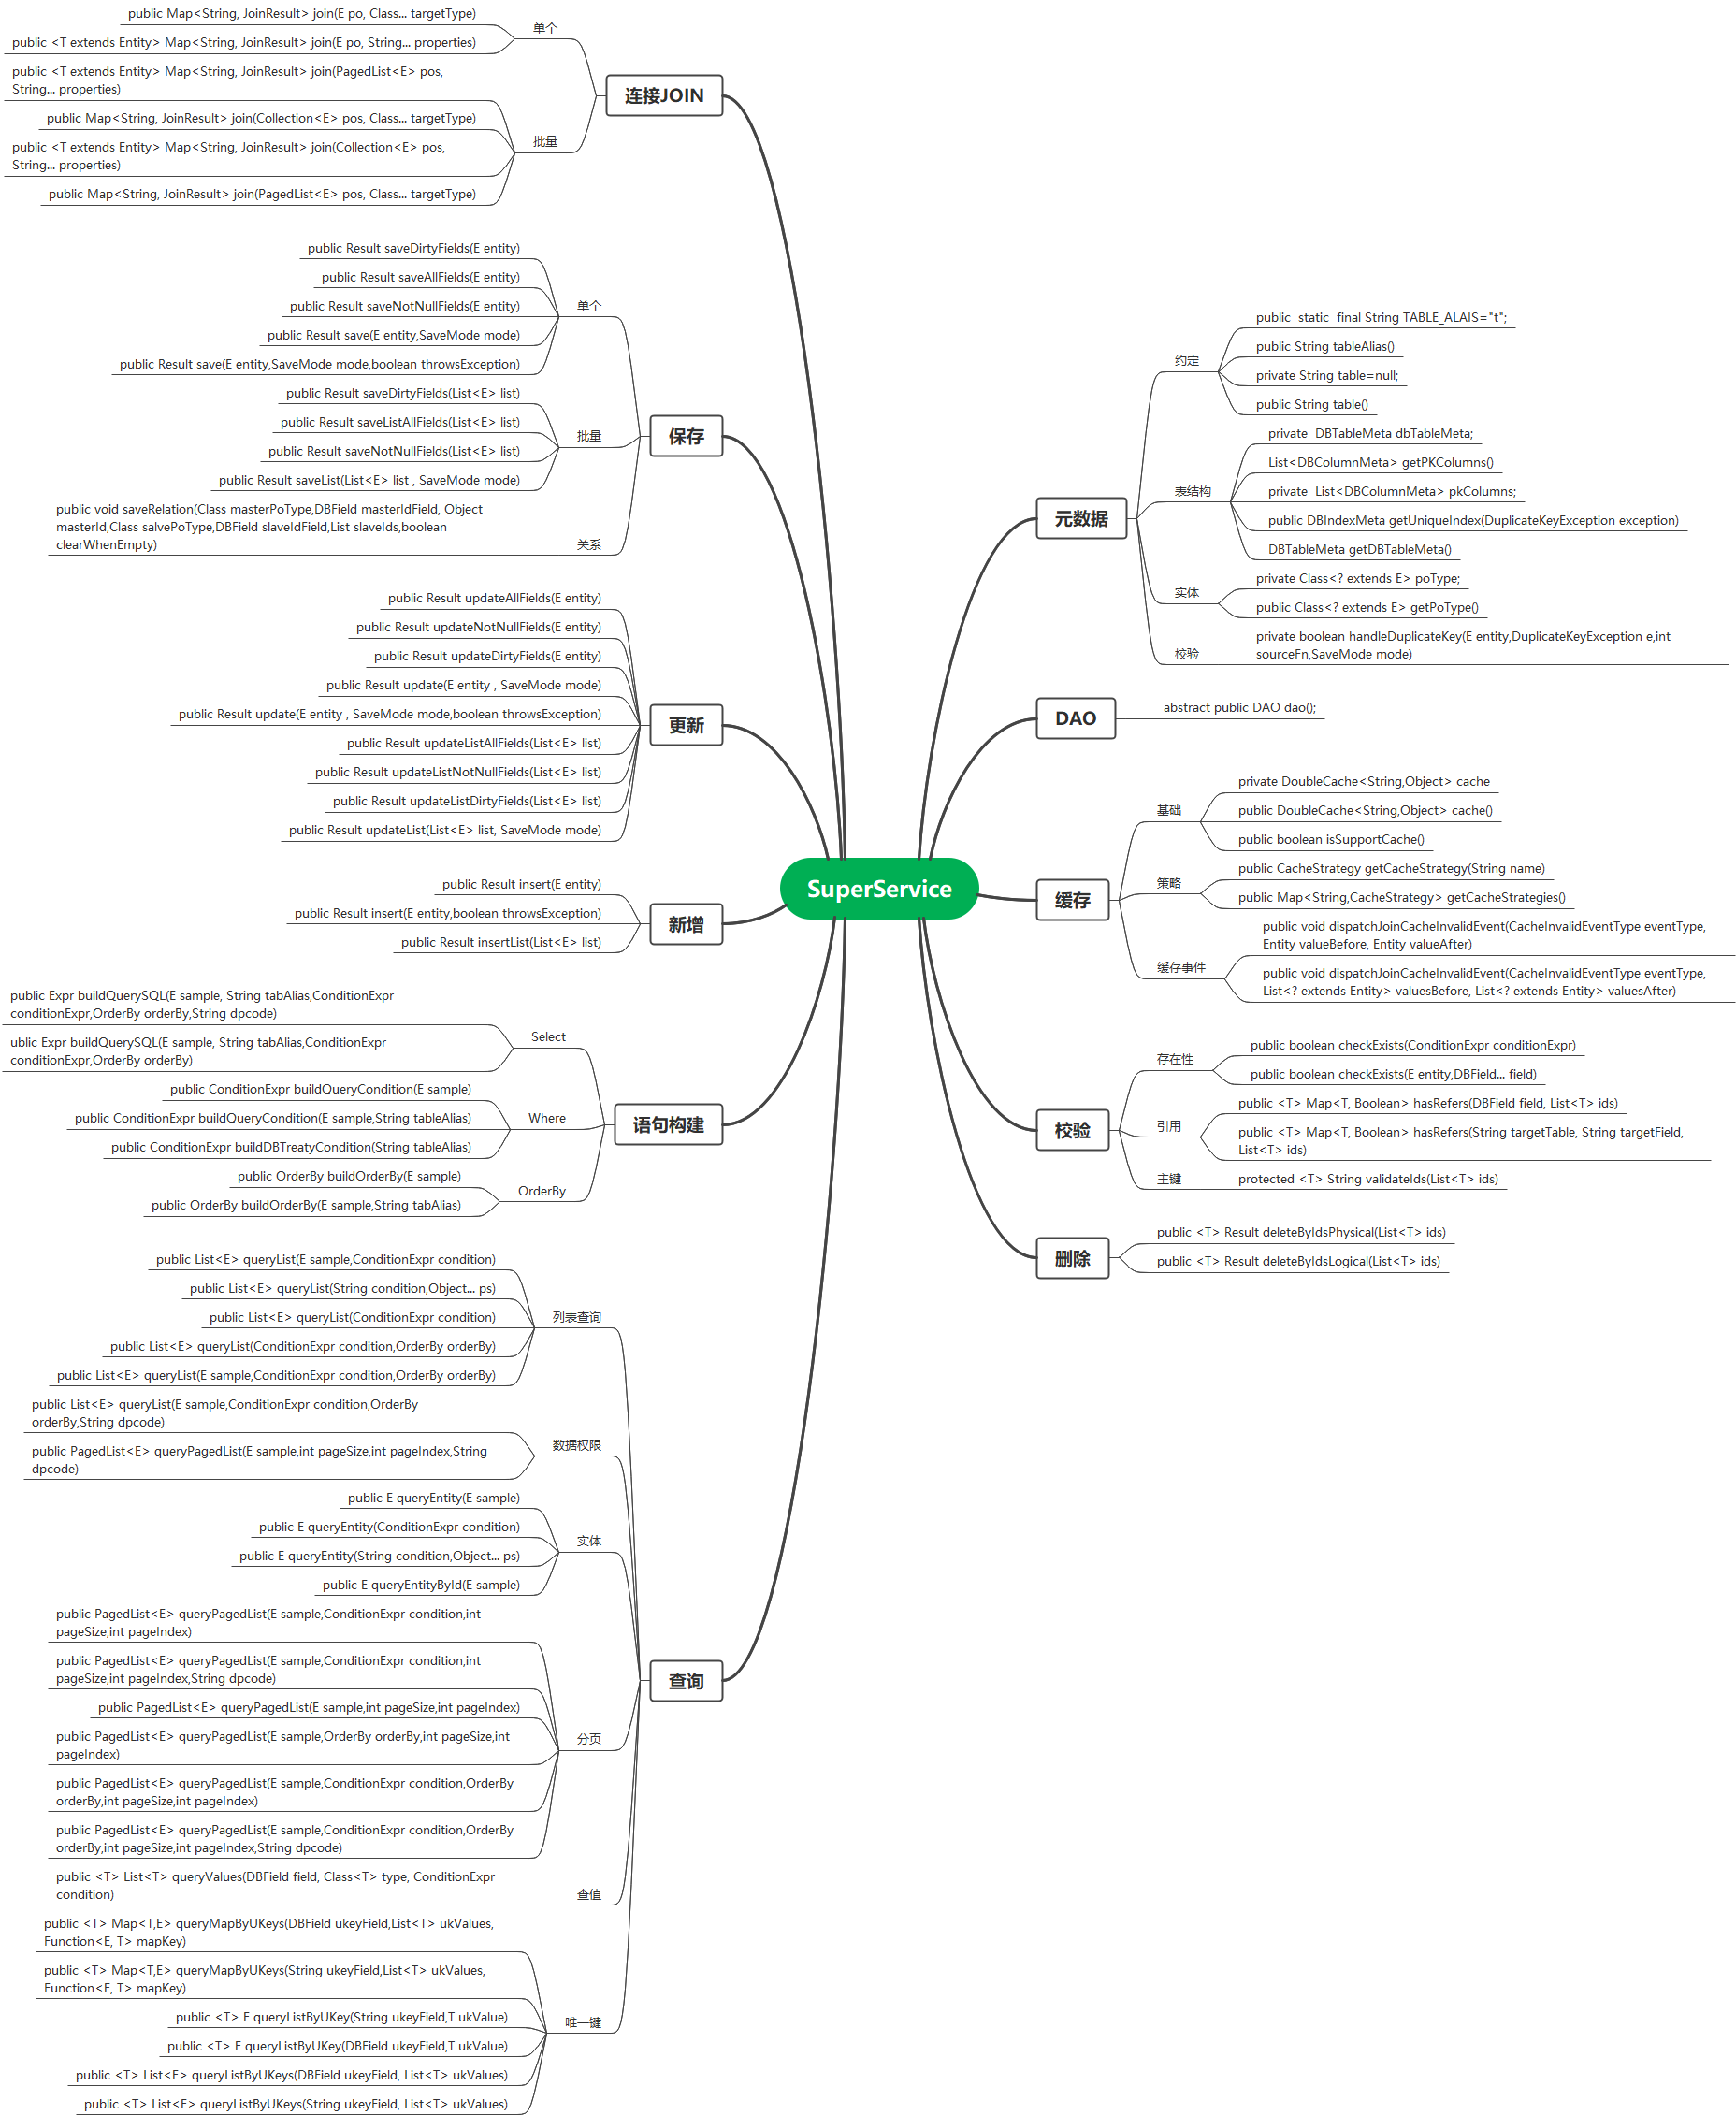 public Map<String, JoinResult> join(E po, Class... targetType)
public <T extends Entity> Map<String, JoinResult> join(E po, String... properties)
单个
public <T extends Entity> Map<String, JoinResult> join(PagedList<E> pos,
String... properties)
public Map<String, JoinResult> join(Collection<E> pos, Class... targetType)
public <T extends Entity> Map<String, JoinResult> join(Collection<E> pos,
String... properties)
public Map<String, JoinResult> join(PagedList<E> pos, Class... targetType)
批量
连接JOIN
public Result saveDirtyFields(E entity)
public Result saveAllFields(E entity)
public Result saveNotNullFields(E entity)
public Result save(E entity,SaveMode mode)
public Result save(E entity,SaveMode mode,boolean throwsException)
单个
public Result saveDirtyFields(List<E> list)
public Result saveListAllFields(List<E> list)
public Result saveNotNullFields(List<E> list)
public Result saveList(List<E> list , SaveMode mode)
批量
public void saveRelation(Class masterPoType,DBField masterIdField, Object
masterId,Class salvePoType,DBField slaveIdField,List slaveIds,boolean
clearWhenEmpty)
关系
保存
public Result updateAllFields(E entity)
public Result updateNotNullFields(E entity)
public Result updateDirtyFields(E entity)
public Result update(E entity , SaveMode mode)
public Result update(E entity , SaveMode mode,boolean throwsException)
public Result updateListAllFields(List<E> list)
public Result updateListNotNullFields(List<E> list)
public Result updateListDirtyFields(List<E> list)
public Result updateList(List<E> list, SaveMode mode)
更新
public Result insert(E entity)
public Result insert(E entity,boolean throwsException)
public Result insertList(List<E> list)
新增
public Expr buildQuerySQL(E sample, String tabAlias,ConditionExpr
conditionExpr,OrderBy orderBy,String dpcode)
ublic Expr buildQuerySQL(E sample, String tabAlias,ConditionExpr
conditionExpr,OrderBy orderBy)
Select
public ConditionExpr buildQueryCondition(E sample)
public ConditionExpr buildQueryCondition(E sample,String tableAlias)
public ConditionExpr buildDBTreatyCondition(String tableAlias)
Where
public OrderBy buildOrderBy(E sample)
public OrderBy buildOrderBy(E sample,String tabAlias)
OrderBy
语句构建
public List<E> queryList(E sample,ConditionExpr condition)
public List<E> queryList(String condition,Object... ps)
public List<E> queryList(ConditionExpr condition)
public List<E> queryList(ConditionExpr condition,OrderBy orderBy)
public List<E> queryList(E sample,ConditionExpr condition,OrderBy orderBy)
列表查询
public List<E> queryList(E sample,ConditionExpr condition,OrderBy
orderBy,String dpcode)
public PagedList<E> queryPagedList(E sample,int pageSize,int pageIndex,String
dpcode)
数据权限
public E queryEntity(E sample)
public E queryEntity(ConditionExpr condition)
public E queryEntity(String condition,Object... ps)
public E queryEntityById(E sample)
实体
public PagedList<E> queryPagedList(E sample,ConditionExpr condition,int
pageSize,int pageIndex)
public PagedList<E> queryPagedList(E sample,ConditionExpr condition,int
pageSize,int pageIndex,String dpcode)
public PagedList<E> queryPagedList(E sample,int pageSize,int pageIndex)
public PagedList<E> queryPagedList(E sample,OrderBy orderBy,int pageSize,int
pageIndex)
public PagedList<E> queryPagedList(E sample,ConditionExpr condition,OrderBy
orderBy,int pageSize,int pageIndex)
public PagedList<E> queryPagedList(E sample,ConditionExpr condition,OrderBy
orderBy,int pageSize,int pageIndex,String dpcode)
分页
public <T> List<T> queryValues(DBField field, Class<T> type, ConditionExpr
condition)
查值
public <T> Map<T,E> queryMapByUKeys(DBField ukeyField,List<T> ukValues,
Function<E, T> mapKey)
public <T> Map<T,E> queryMapByUKeys(String ukeyField,List<T> ukValues,
Function<E, T> mapKey)
public <T> E queryListByUKey(String ukeyField,T ukValue)
public <T> E queryListByUKey(DBField ukeyField,T ukValue)
public <T> List<E> queryListByUKeys(DBField ukeyField, List<T> ukValues)
public <T> List<E> queryListByUKeys(String ukeyField, List<T> ukValues)
唯一键
查询
SuperService
元数据
约定
public  static  final String TABLE_ALAIS="t";
public String tableAlias()
private String table=null;
public String table()
表结构
private  DBTableMeta dbTableMeta;
List<DBColumnMeta> getPKColumns()
private  List<DBColumnMeta> pkColumns;
public DBIndexMeta getUniqueIndex(DuplicateKeyException exception)
DBTableMeta getDBTableMeta()
实体
private Class<? extends E> poType;
public Class<? extends E> getPoType()
校验
private boolean handleDuplicateKey(E entity,DuplicateKeyException e,int
sourceFn,SaveMode mode)
DAO
abstract public DAO dao();
缓存
基础
private DoubleCache<String,Object> cache
public DoubleCache<String,Object> cache()
public boolean isSupportCache()
策略
public CacheStrategy getCacheStrategy(String name)
public Map<String,CacheStrategy> getCacheStrategies()
缓存事件
public void dispatchJoinCacheInvalidEvent(CacheInvalidEventType eventType,
Entity valueBefore, Entity valueAfter)
public void dispatchJoinCacheInvalidEvent(CacheInvalidEventType eventType,
List<? extends Entity> valuesBefore, List<? extends Entity> valuesAfter)
校验
存在性
public boolean checkExists(ConditionExpr conditionExpr)
public boolean checkExists(E entity,DBField... field)
引用
public <T> Map<T, Boolean> hasRefers(DBField field, List<T> ids)
public <T> Map<T, Boolean> hasRefers(String targetTable, String targetField,
List<T> ids)
主键
protected <T> String validateIds(List<T> ids)
删除
public <T> Result deleteByIdsPhysical(List<T> ids)
public <T> Result deleteByIdsLogical(List<T> ids)